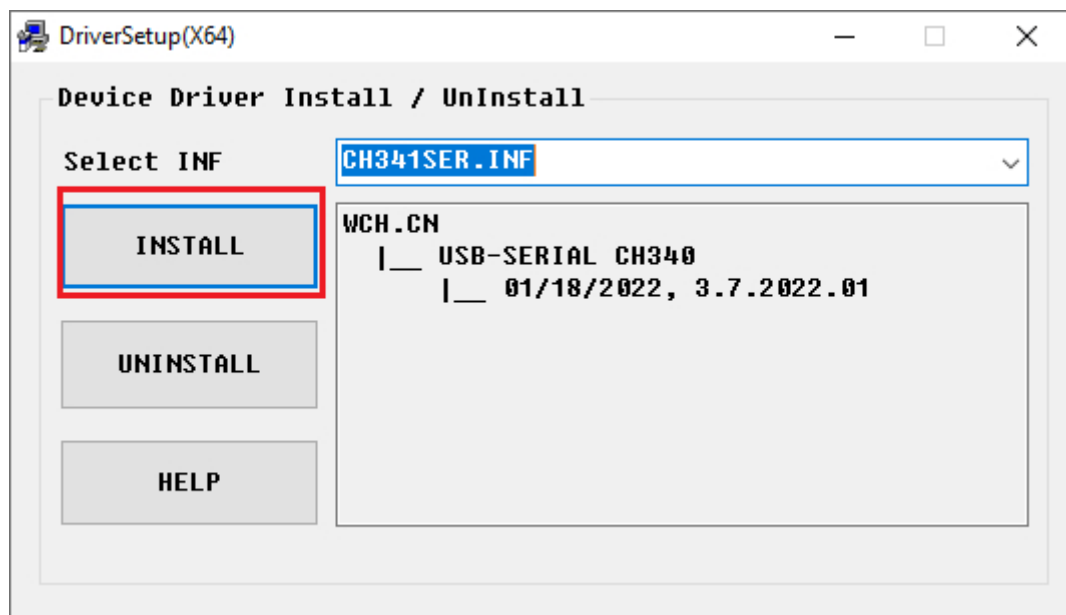 DriverSetup(X64)
Device Driver Install / UnInstall
Select INF
CH341SER.INF
INSTALL
UNINSTALL
HELP
WCH.CN
|__ USB-SERIAL CH340
|__ 01/18/2022, 3.7.2022.01